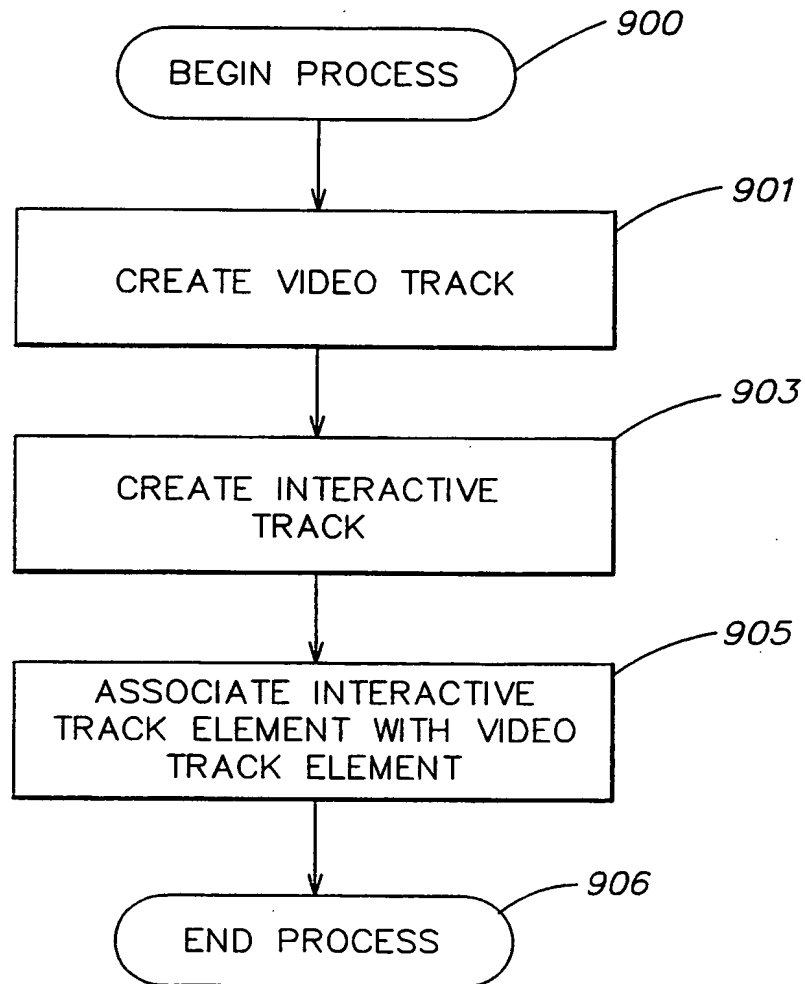 900
BEGIN PROCESS
901
CREATE VIDEO TRACK
903
CREATE INTERACTIVE
TRACK
905
ASSOCIATE INTERACTIVE
TRACK ELEMENT WITH VIDEO
TRACK ELEMENT
906
END PROCESS